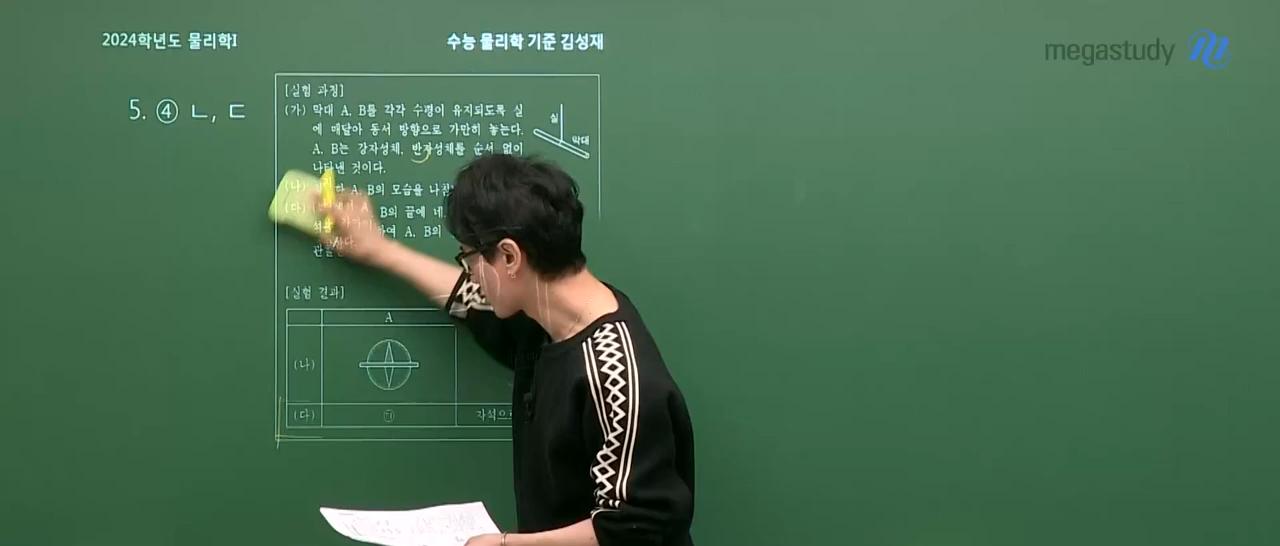 2024학년도 물리학I
수능 물리학 기준 김성재
megastudy
5. ④ ㄴ, ㄷ
[실험 과정]
(가) 막대 A, B를 각각 수평이 유지되도록 실
에 매달아 동서 방향으로 가만히 놓는다.
A, B는 강자성체, 반자성체를 순서 없이
나타낸 것이다.
실
막대
(나) A, B의 모습을 나침
(다) A, B의 끝에 네
하여 A, B의
[실험 결과]
A
(나)
(다) ㉠ 자석으